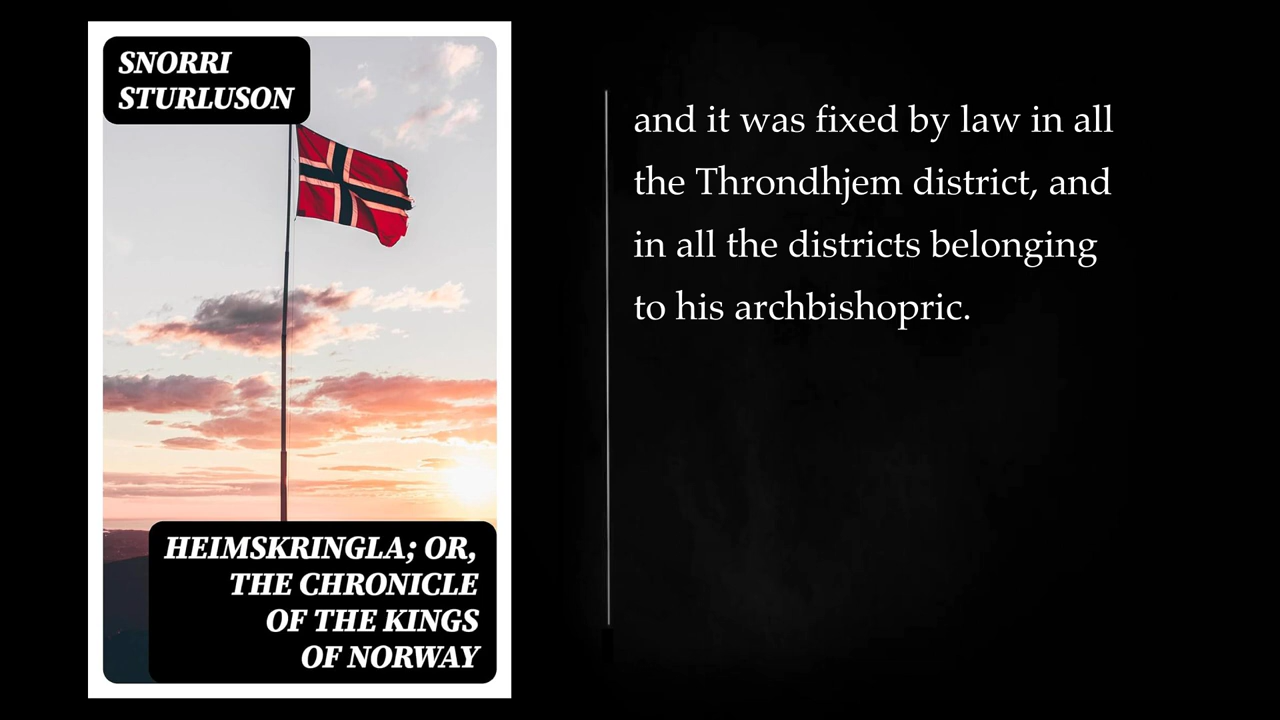 SNORRI
STURLUSON
HEIMSKRINGLA; OR,
THE CHRONICLE
OF THE KINGS
OF NORWAY
and it was fixed by law in all
the Throndhjem district, and
in all the districts belonging
to his archbishopric.